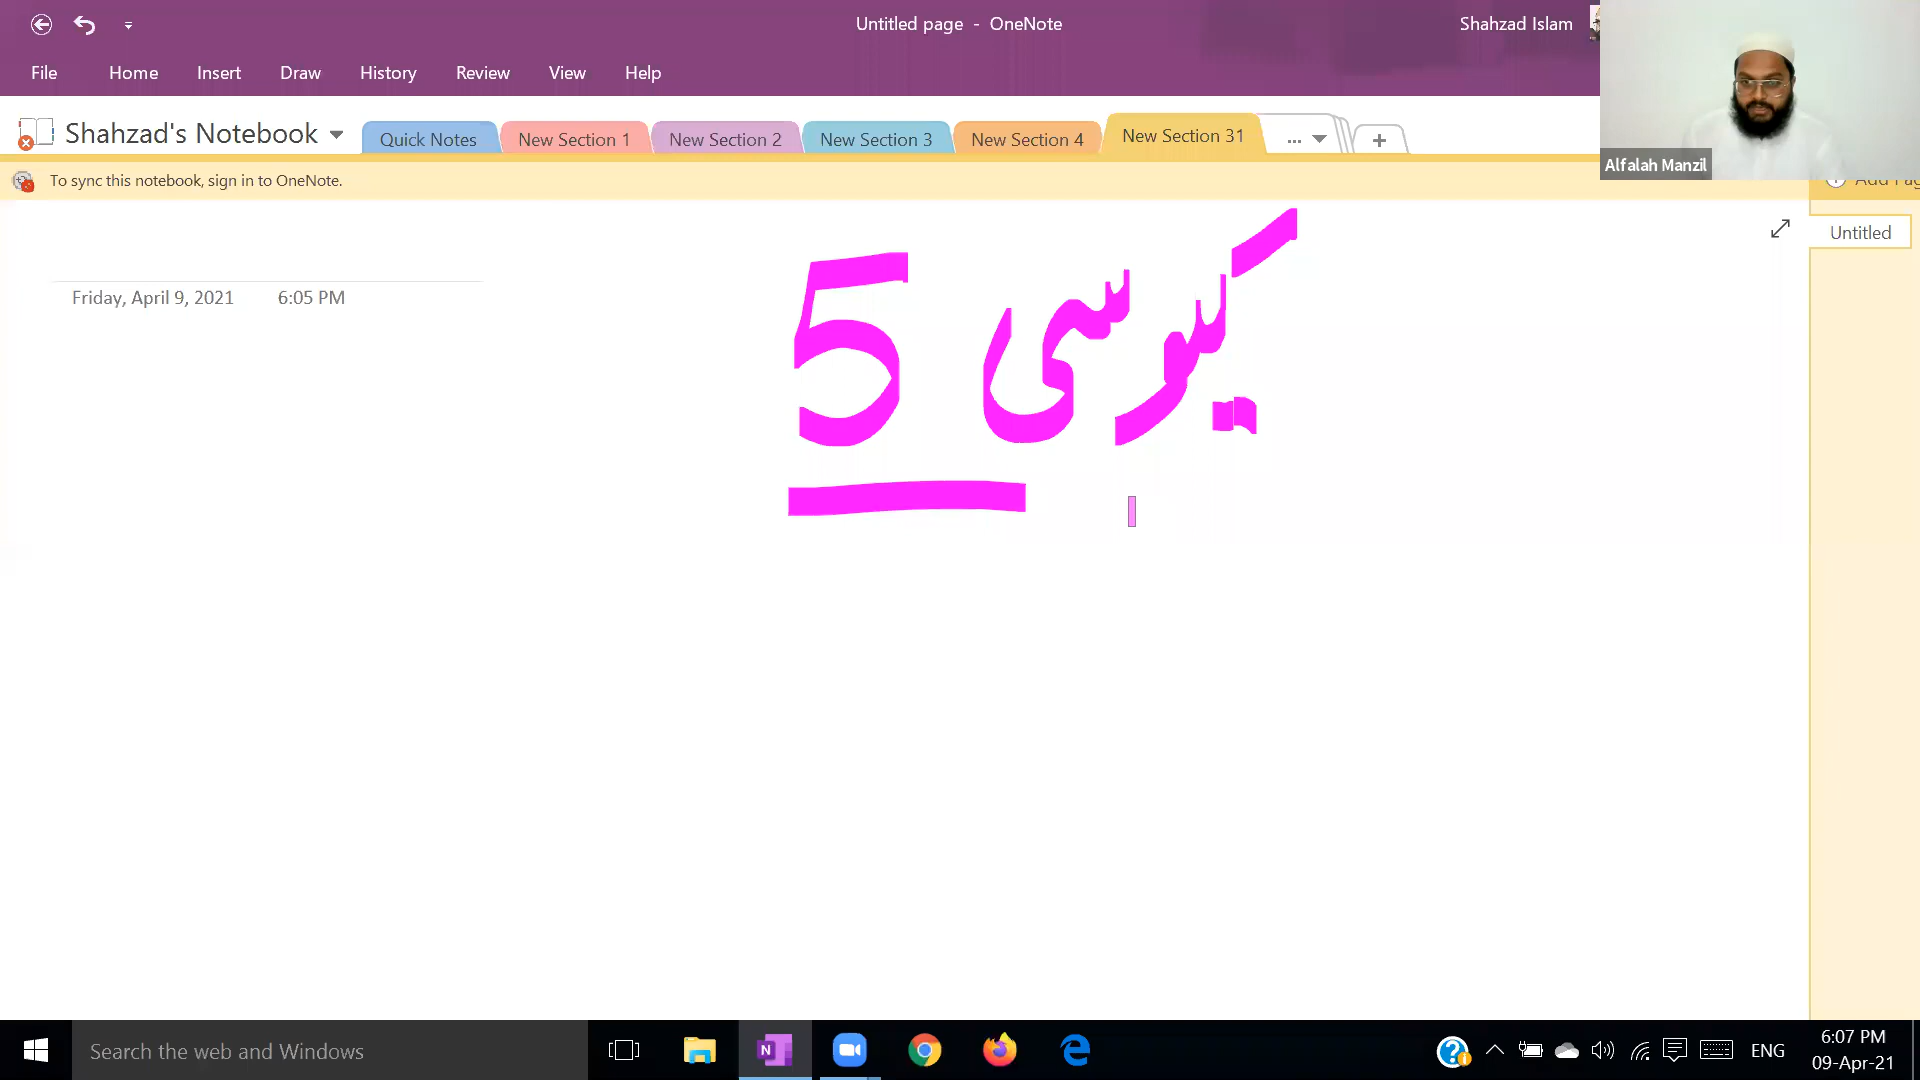 Untitled page - OneNote
Shahzad Islam
File Home Insert Draw History Review View Help
Shahzad's Notebook
Quick Notes New Section 1 New Section 2 New Section 3 New Section 4 New Section 31 ... +
Alfalah Manzil
To sync this notebook, sign in to OneNote.
Untitled
Friday, April 9, 2021 6:05 PM
کیو سی 5
Search the web and Windows
ENG
6:07 PM
09-Apr-21